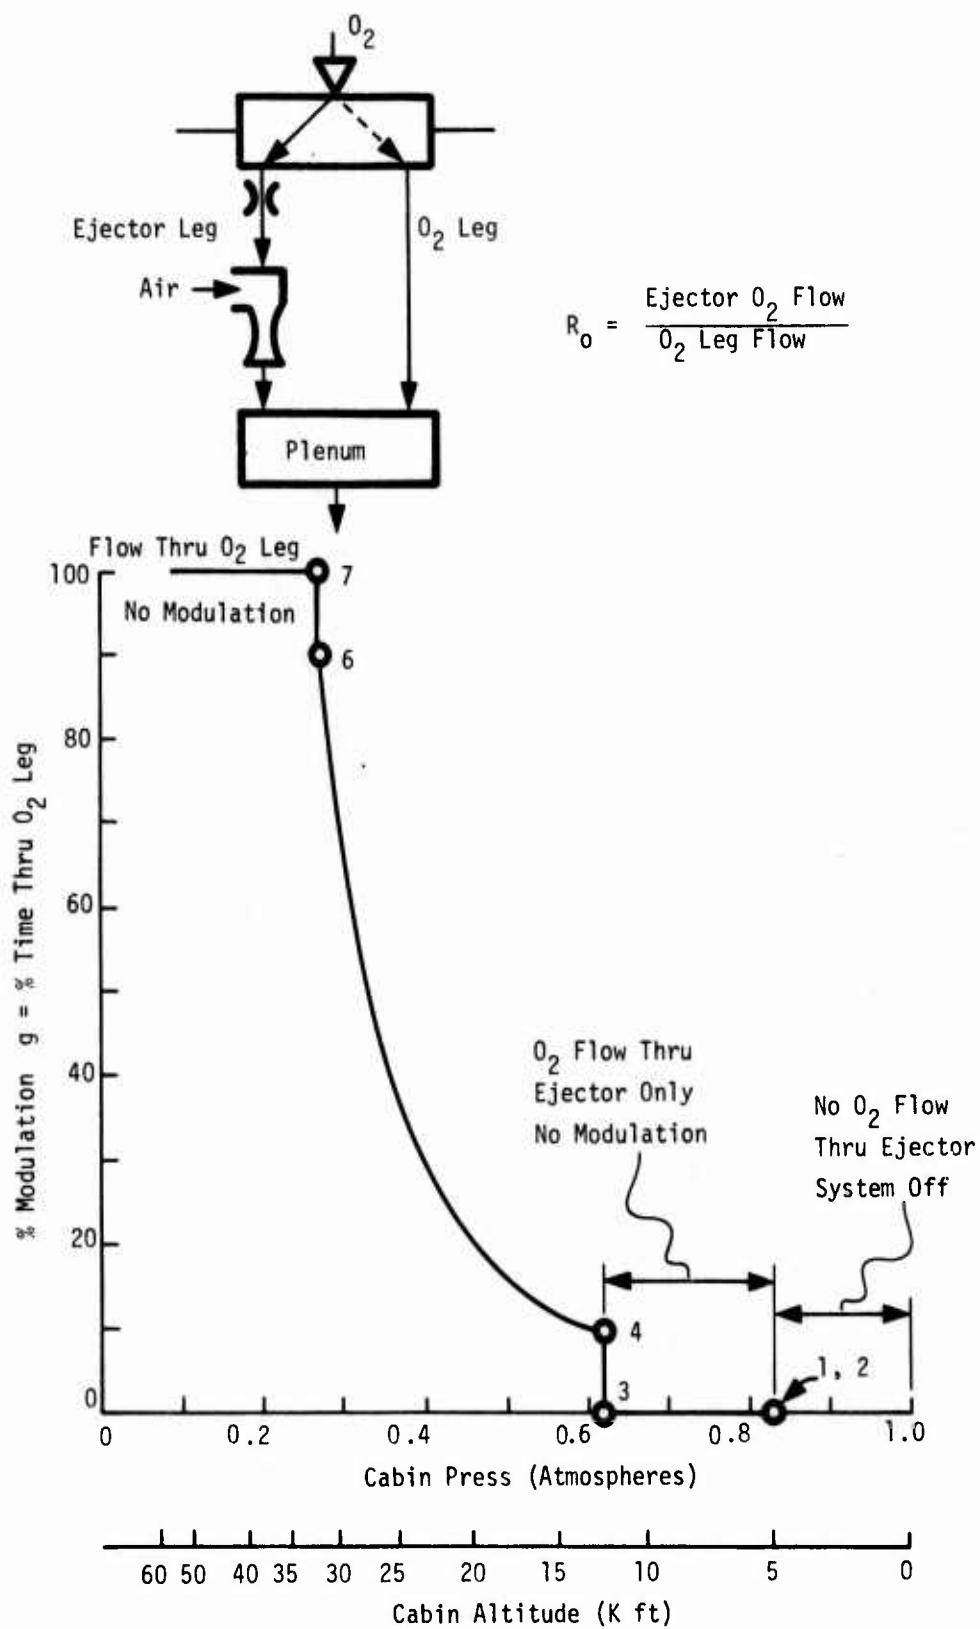 O2
Ejector Leg
O2 Leg
Air
Ro = Ejector O2 Flow
O2 Leg Flow
Plenum
Flow Thru O2 Leg
No Modulation
100
80
60
40
20
0
7
6
4
3
1, 2
% Modulation g = % Time Thru O2 Leg
O2 Flow Thru
Ejector Only
No Modulation
No O2 Flow
Thru Ejector
System Off
0 0.2 0.4 0.6 0.8 1.0
Cabin Press (Atmospheres)
60 50 40 35 30 25 20 15 10 5 0
Cabin Altitude (K ft)